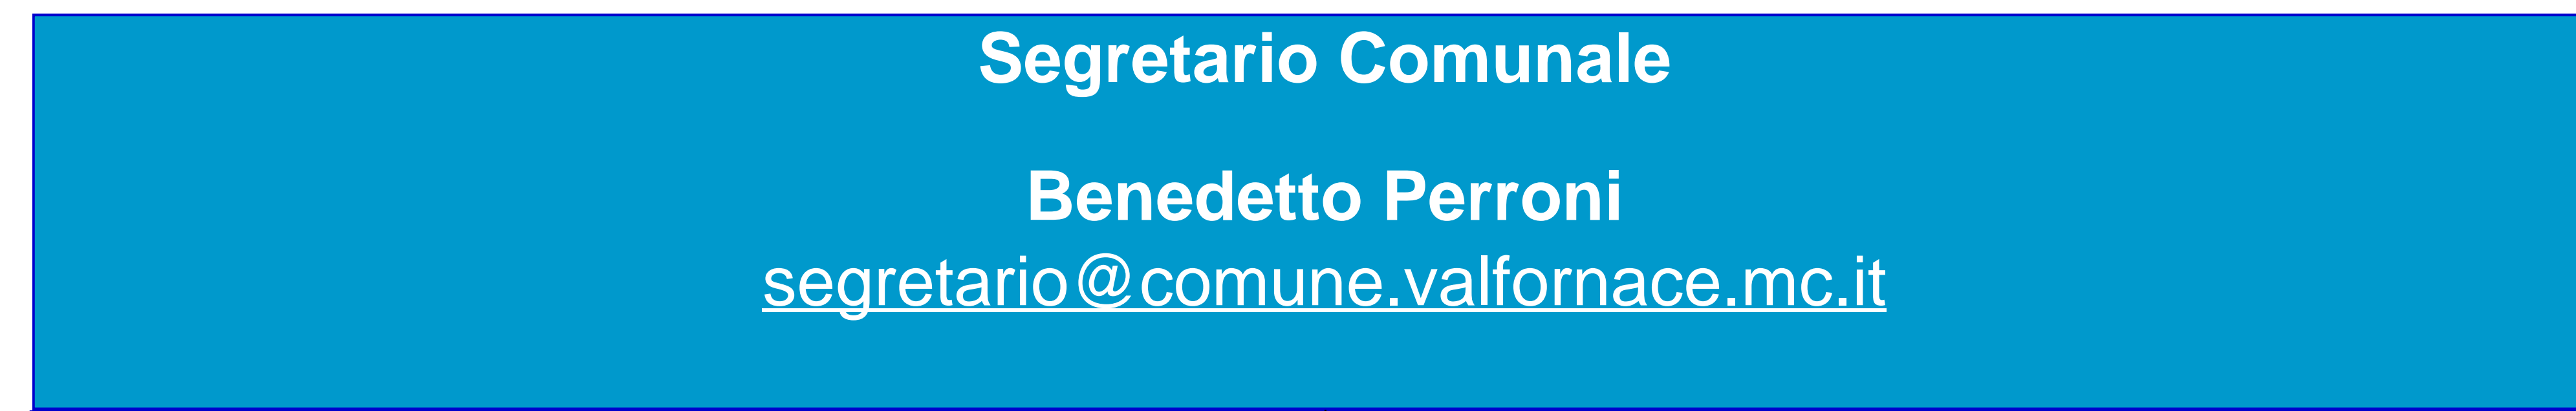 Segretario Comunale
Benedetto Perroni
segretario@comune.valfornace.mc.it